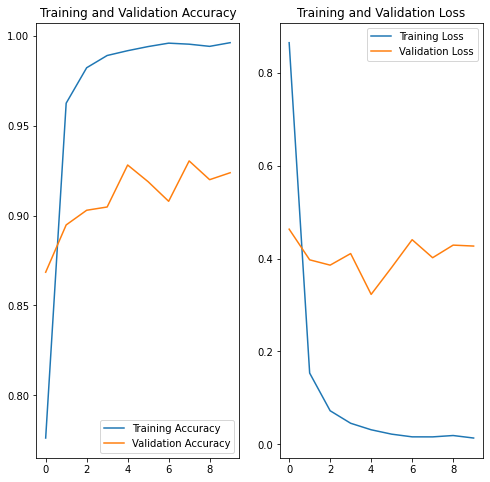 Training and Validation Accuracy
1.00
0.95
0.90
0.85
0.80
0 2 4 6 8
Training Accuracy
Validation Accuracy
Training and Validation Loss
0.8
0.6
0.4
0.2
0.0
0 2 4 6 8
Training Loss
Validation Loss